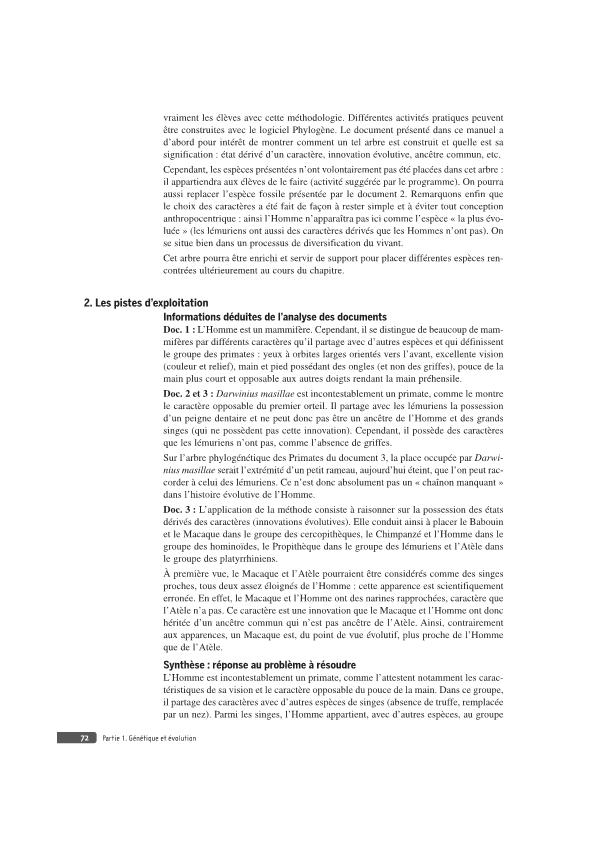 vraiment les élèves avec cette méthodologie. Différentes activités pratiques peuvent
être construites avec le logiciel Phylogène. Le document présenté dans ce manuel a
d'abord pour intérêt de montrer comment un tel arbre est construit et quelle est sa
signification : état dérivé d'un caractère, innovation évolutive, ancêtre commun, etc.
Cependant, les espèces présentées n'ont volontairement pas été placées dans cet arbre :
il appartiendra aux élèves de le faire (activité suggérée par le programme). On pourra
aussi replacer l'espèce fossile présentée par le document 2. Remarquons enfin que
le choix des caractères a été fait de façon à rester simple et à éviter tout conception
anthropocentrique : ainsi l'Homme n'apparaîtra pas ici comme l'espèce « la plus évo-
luée » (les lémuriens ont aussi des caractères dérivés que les Hommes n'ont pas). On
se situe bien dans un processus de diversification du vivant.
Cet arbre pourra être enrichi et servir de support pour placer différentes espèces ren-
contrées ultérieurement au cours du chapitre.
2. Les pistes d'exploitation
Informations déduites de l'analyse des documents
Doc. 1 : L'Homme est un mammifère. Cependant, il se distingue de beaucoup de mam-
mifères par différents caractères qu'il partage avec d'autres espèces et qui définissent
le groupe des primates : yeux à orbites larges orientés vers l'avant, excellente vision
(couleur et relief), main et pied possédant des ongles (et non des griffes), pouce de la
main plus court et opposable aux autres doigts rendant la main préhensile.
Doc. 2 et 3 : Darwinius masillae est incontestablement un primate, comme le montre
le caractère opposable du premier orteil. Il partage avec les lémuriens la possession
d'un peigne dentaire et ne peut donc pas être un ancêtre de l'Homme et des grands
singes (qui ne possèdent pas cette innovation). Cependant, il possède des caractères
que les lémuriens n'ont pas, comme l'absence de griffes.
Sur l'arbre phylogénétique des Primates du document 3, la place occupée par Darwi-
nius masillae serait l'extrémité d'un petit rameau, aujourd'hui éteint, que l'on peut rac-
corder à celui des lémuriens. Ce n'est donc absolument pas un « chaînon manquant »
dans l'histoire évolutive de l'Homme.
Doc. 3 : L'application de la méthode consiste à raisonner sur la possession des états
dérivés des caractères (innovations évolutives). Elle conduit ainsi à placer le Babouin
et le Macaque dans le groupe des cercopithèques, le Chimpanzé et l'Homme dans le
groupe des hominoïdes, le Propithèque dans le groupe des lémuriens et l'Atèle dans
le groupe des platyrrhiniens.
À première vue, le Macaque et l'Atèle pourraient être considérés comme des singes
proches, tous deux assez éloignés de l'Homme : cette apparence est scientifiquement
erronée. En effet, le Macaque et l'Homme ont des narines rapprochées, caractère que
l'Atèle n'a pas. Ce caractère est une innovation que le Macaque et l'Homme ont donc
héritée d'un ancêtre commun qui n'est pas ancêtre de l'Atèle. Ainsi, contrairement
aux apparences, un Macaque est, du point de vue évolutif, plus proche de l'Homme
que de l'Atèle.
Synthèse : réponse au problème à résoudre
L'Homme est incontestablement un primate, comme l'attestent notamment les carac-
téristiques de sa vision et le caractère opposable du pouce de la main. Dans ce groupe,
il partage des caractères avec d'autres espèces de singes (absence de truffe, remplacée
par un nez). Parmi les singes, l'Homme appartient, avec d'autres espèces, au groupe
72 Partie 1. Génétique et évolution